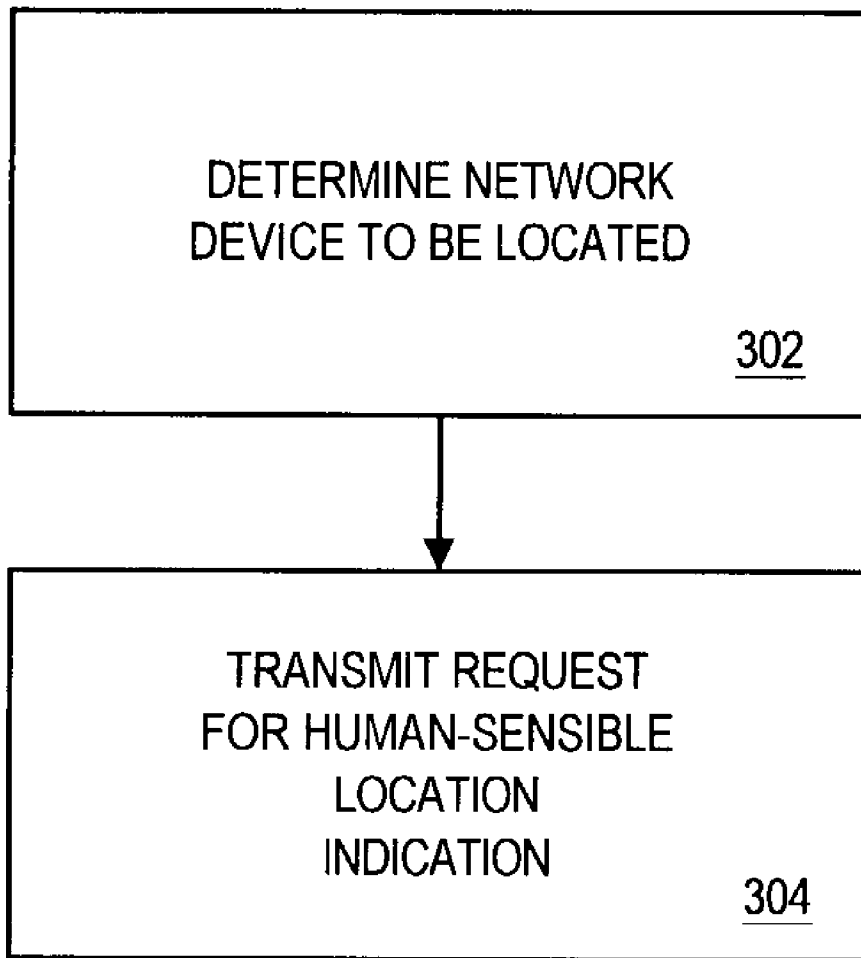 DETERMINE NETWORK
DEVICE TO BE LOCATED
302
TRANSMIT REQUEST
FOR HUMAN-SENSIBLE
LOCATION
INDICATION
304